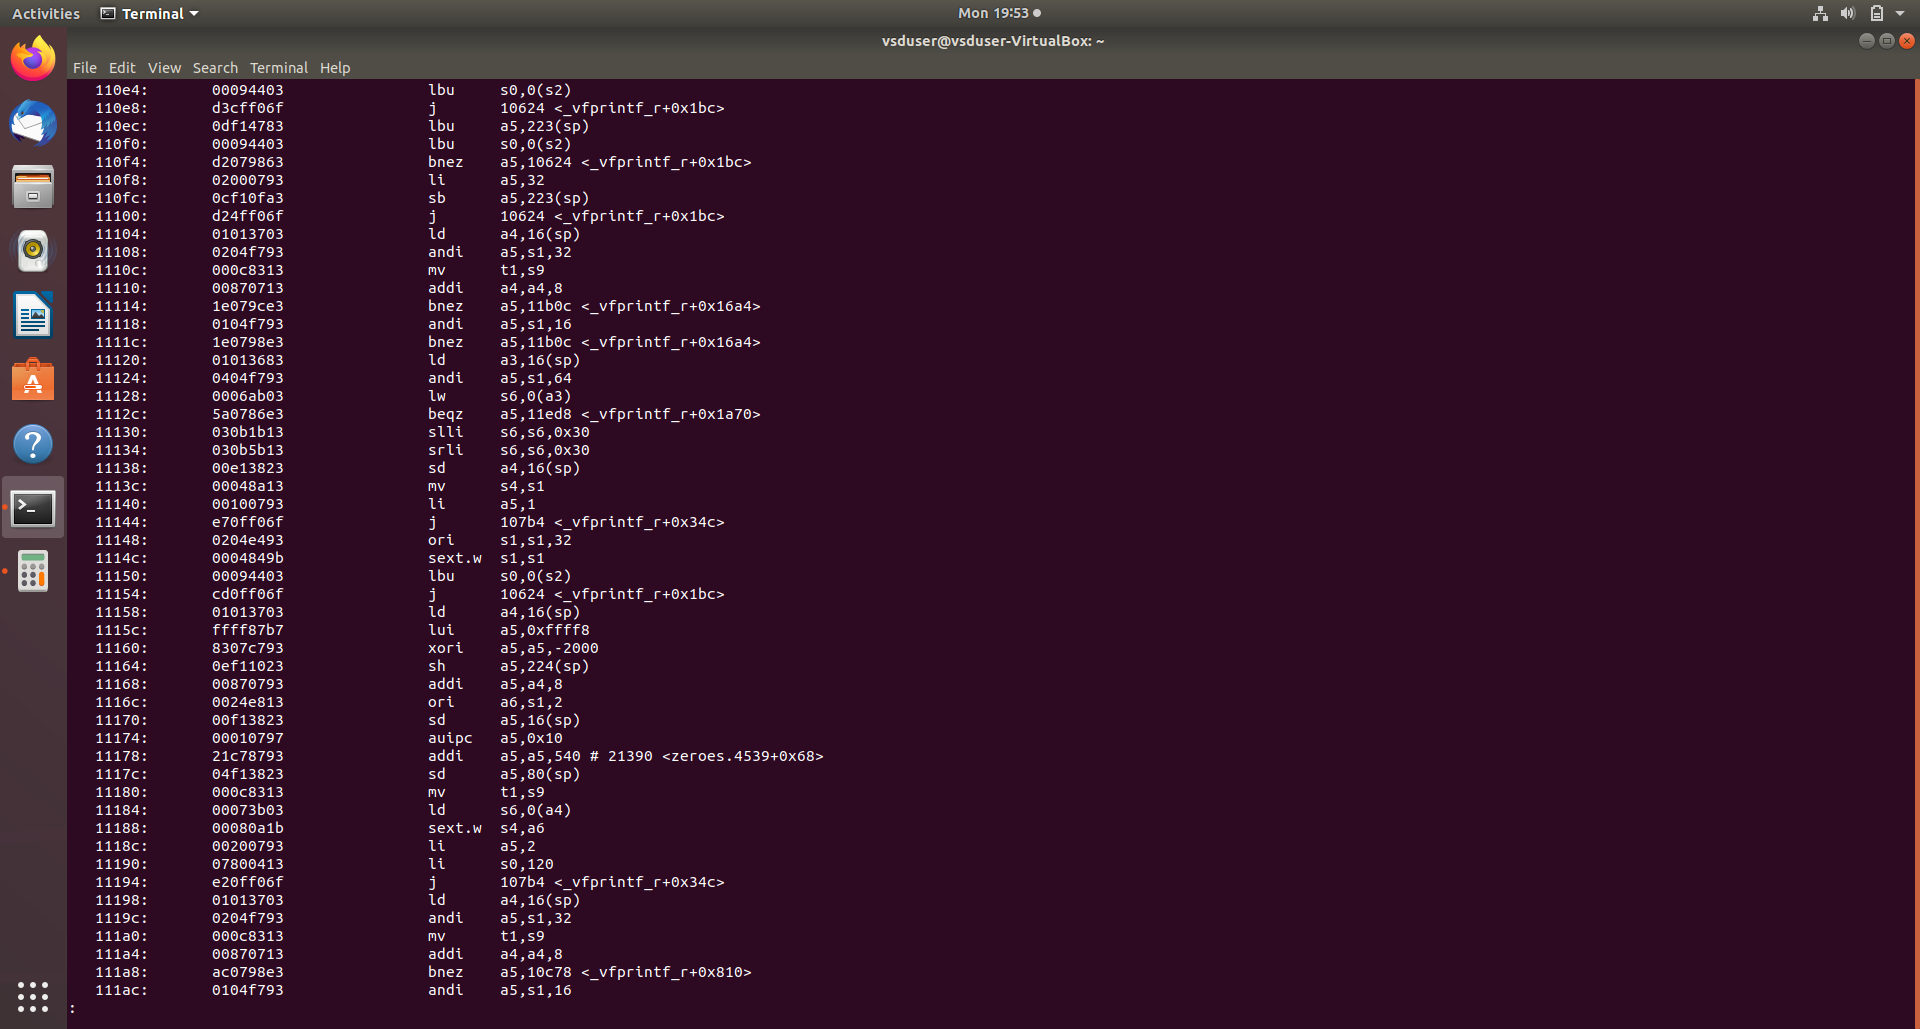 Activities Terminal Mon 19:53
vsduser@vsduser-VirtualBox: ~
File Edit View Search Terminal Help
110e4: 00094403 lbu s0,0(s2)
110e8: d3cff06f j 10624 <_vfprintf_r+0x1bc>
110ec: 0df14783 lbu a5,223(sp)
110f0: 00094403 lbu s0,0(s2)
110f4: d2079863 bnez a5,10624 <_vfprintf_r+0x1bc>
110f8: 02000793 li a5,32
110fc: 0cf10fa3 sb a5,223(sp)
11100: d24ff06f j 10624 <_vfprintf_r+0x1bc>
11104: 01013703 ld a4,16(sp)
11108: 0204f793 andi a5,s1,32
1110c: 000c8313 mv t1,s9
11110: 00870713 addi a4,a4,8
11114: 1e079ce3 bnez a5,11b0c <_vfprintf_r+0x16a4>
11118: 0104f793 andi a5,s1,16
1111c: 1e0798e3 bnez a5,11b0c <_vfprintf_r+0x16a4>
11120: 01013683 ld a3,16(sp)
11124: 0404f793 andi a5,s1,64
11128: 0006ab03 lw s6,0(a3)
1112c: 5a0786e3 beqz a5,11ed8 <_vfprintf_r+0x1a70>
11130: 030b1b13 slli s6,s6,0x30
11134: 030b5b13 srli s6,s6,0x30
11138: 00e13823 sd a4,16(sp)
1113c: 00048a13 mv s4,s1
11140: 00100793 li a5,1
11144: e70ff06f j 107b4 <_vfprintf_r+0x34c>
11148: 0204e493 ori s1,s1,32
1114c: 0004849b sext.w s1,s1
11150: 00094403 lbu s0,0(s2)
11154: cd0ff06f j 10624 <_vfprintf_r+0x1bc>
11158: 01013703 ld a4,16(sp)
1115c: ffff87b7 lui a5,0xffff8
11160: 8307c793 xori a5,a5,-2000
11164: 0ef11023 sh a5,224(sp)
11168: 00870793 addi a5,a4,8
1116c: 0024e813 ori a6,s1,2
11170: 00f13823 sd a5,16(sp)
11174: 00010797 auipc a5,0x10
11178: 21c78793 addi a5,a5,540 # 21390 <zeroes.4539+0x68>
1117c: 04f13823 sd a5,80(sp)
11180: 000c8313 mv t1,s9
11184: 00073b03 ld s6,0(a4)
11188: 00080a1b sext.w s4,a6
1118c: 00200793 li a5,2
11190: 07800413 li s0,120
11194: e20ff06f j 107b4 <_vfprintf_r+0x34c>
11198: 01013703 ld a4,16(sp)
1119c: 0204f793 andi a5,s1,32
111a0: 000c8313 mv t1,s9
111a4: 00870713 addi a4,a4,8
111a8: ac0798e3 bnez a5,10c78 <_vfprintf_r+0x810>
111ac: 0104f793 andi a5,s1,16
: